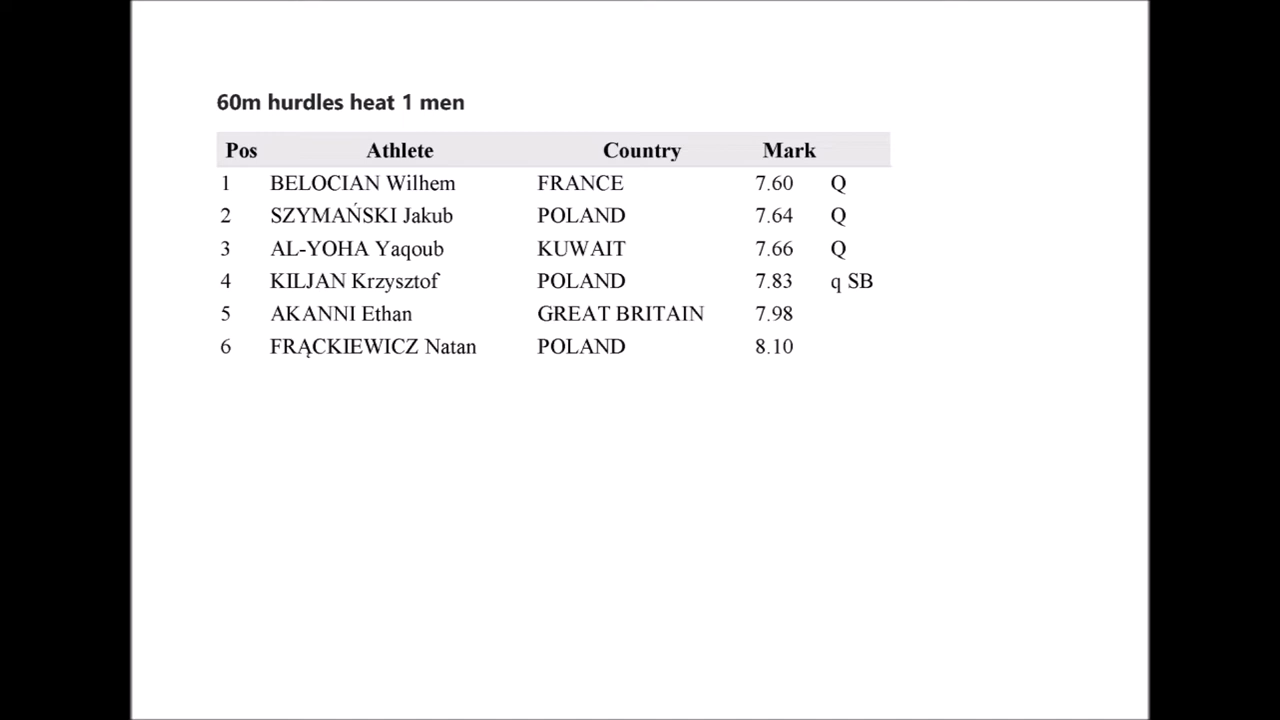 60m hurdles heat 1 men
Pos Athlete Country Mark
1 BELOCIAN Wilhem FRANCE 7.60 Q
2 SZYMAŃSKI Jakub POLAND 7.64 Q
3 AL-YOHA Yaqoub KUWAIT 7.66 Q
4 KILJAN Krzysztof POLAND 7.83 q SB
5 AKANNI Ethan GREAT BRITAIN 7.98
6 FRĄCKIEWICZ Natan POLAND 8.10